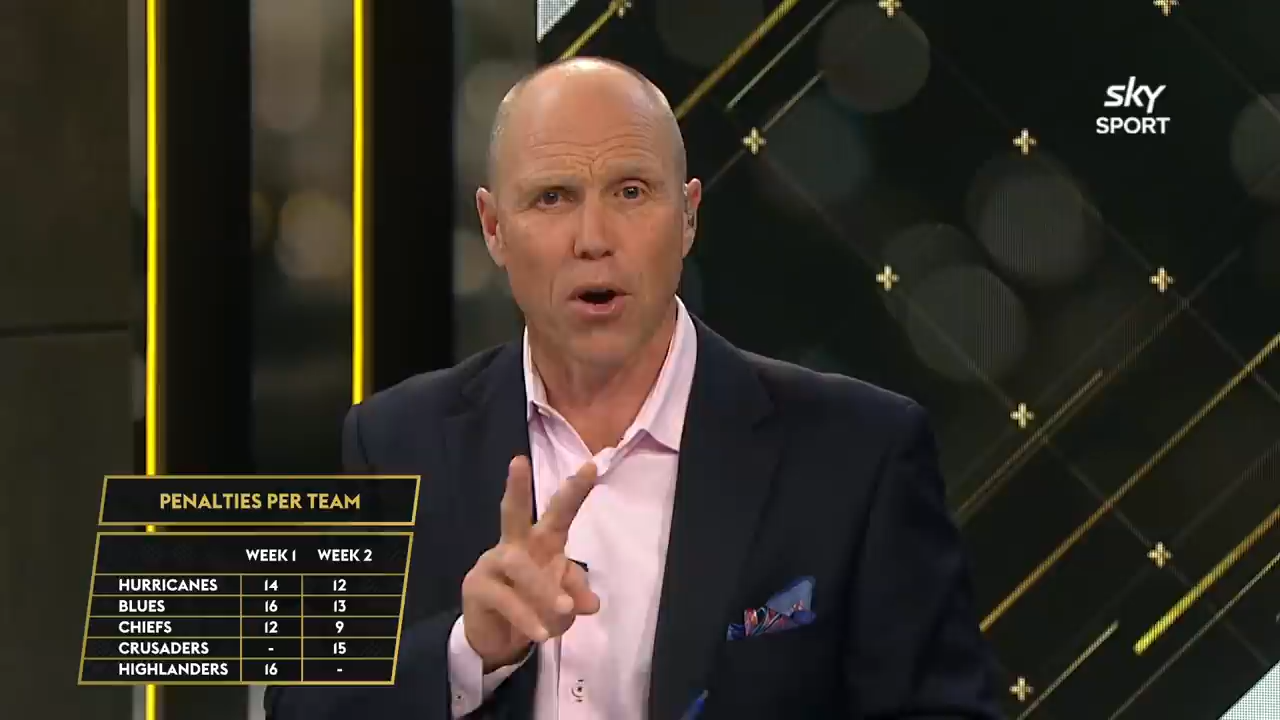 sky
SPORT
PENALTIES PER TEAM
WEEK 1 WEEK 2
HURRICANES 14 12
BLUES 16 13
CHIEFS 12 9
CRUSADERS - 15
HIGHLANDERS 16 -